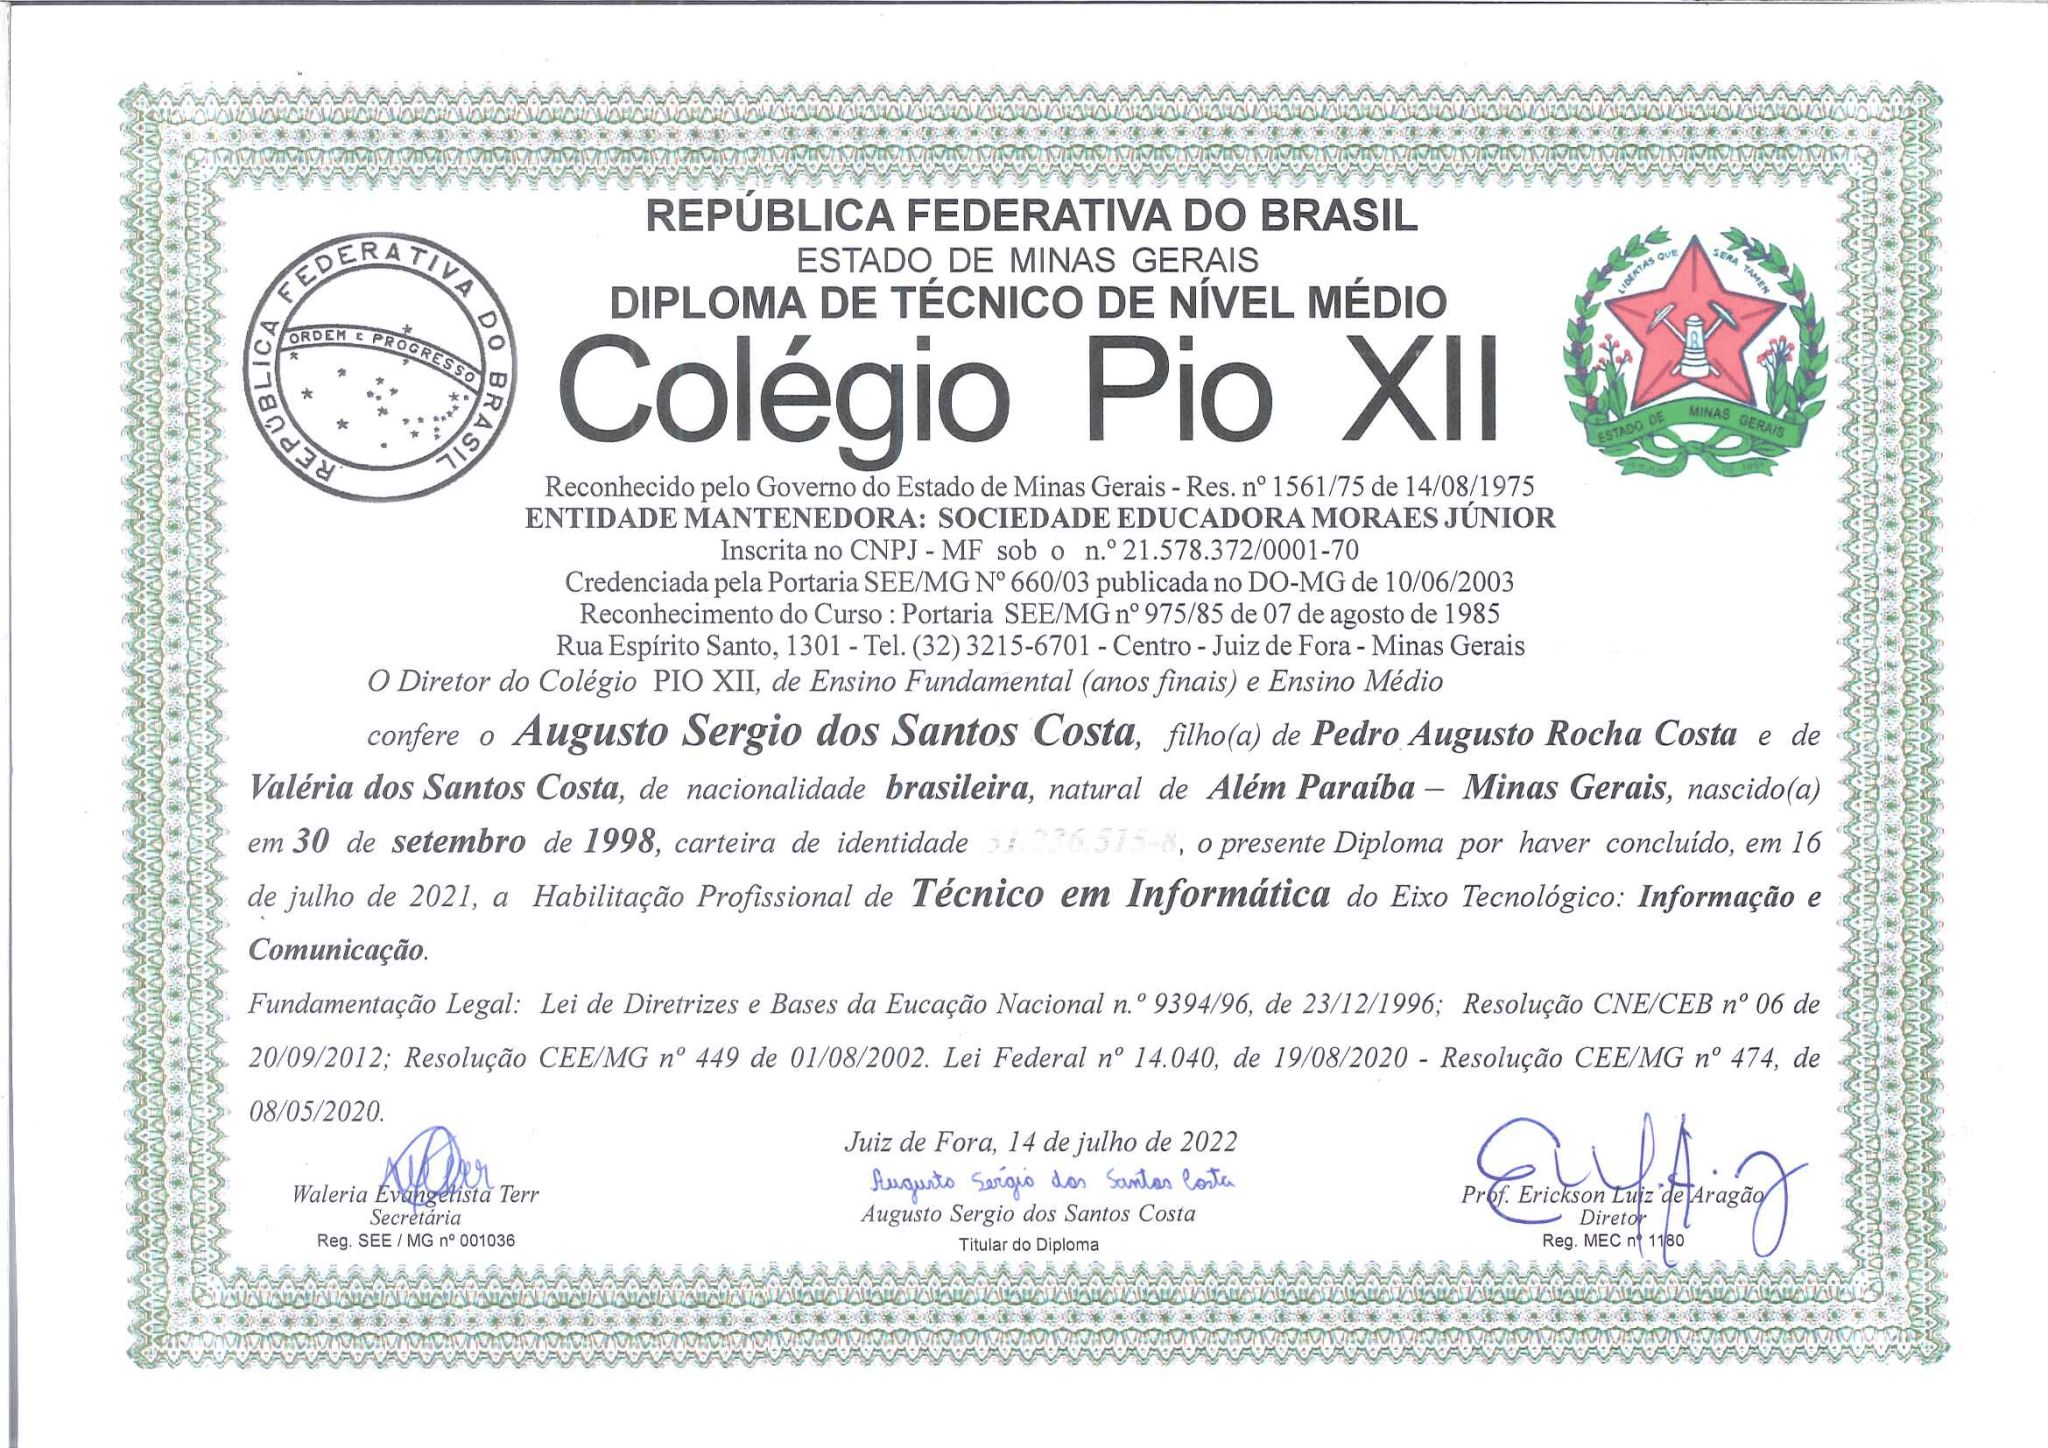 REPÚBLICA FEDERATIVA DO BRASIL
ESTADO DE MINAS GERAIS
DIPLOMA DE TÉCNICO DE NÍVEL MÉDIO
Colégio Pio XII
REPÚBLICA FEDERATIVA DO BRASIL
ORDEM E PROGRESSO
LIBERTAS QUE SERA TAMEN
ESTADO DE MINAS GERAIS
Reconhecido pelo Governo do Estado de Minas Gerais - Res. nº 1561/75 de 14/08/1975
ENTIDADE MANTENEDORA: SOCIEDADE EDUCADORA MORAES JÚNIOR
Inscrita no CNPJ - MF sob o n.º 21.578.372/0001-70
Credenciada pela Portaria SEE/MG Nº 660/03 publicada no DO-MG de 10/06/2003
Reconhecimento do Curso : Portaria SEE/MG nº 975/85 de 07 de agosto de 1985
Rua Espírito Santo, 1301 - Tel. (32) 3215-6701 - Centro - Juiz de Fora - Minas Gerais
O Diretor do Colégio PIO XII, de Ensino Fundamental (anos finais) e Ensino Médio
confere o Augusto Sergio dos Santos Costa, filho(a) de Pedro Augusto Rocha Costa e de
Valéria dos Santos Costa, de nacionalidade brasileira, natural de Além Paraíba – Minas Gerais, nascido(a)
em 30 de setembro de 1998, carteira de identidade , o presente Diploma por haver concluído, em 16
de julho de 2021, a Habilitação Profissional de Técnico em Informática do Eixo Tecnológico: Informação e
Comunicação.
Fundamentação Legal: Lei de Diretrizes e Bases da Eucação Nacional n.º 9394/96, de 23/12/1996; Resolução CNE/CEB nº 06 de
20/09/2012; Resolução CEE/MG nº 449 de 01/08/2002. Lei Federal nº 14.040, de 19/08/2020 - Resolução CEE/MG nº 474, de
08/05/2020.
Juiz de Fora, 14 de julho de 2022
Waleria Evangelista Terr
Secretária
Reg. SEE / MG nº 001036
Augusto Sérgio dos Santos Costa
Augusto Sergio dos Santos Costa
Titular do Diploma
Prof. Erickson Luiz de Aragão
Diretor
Reg. MEC nº 1180